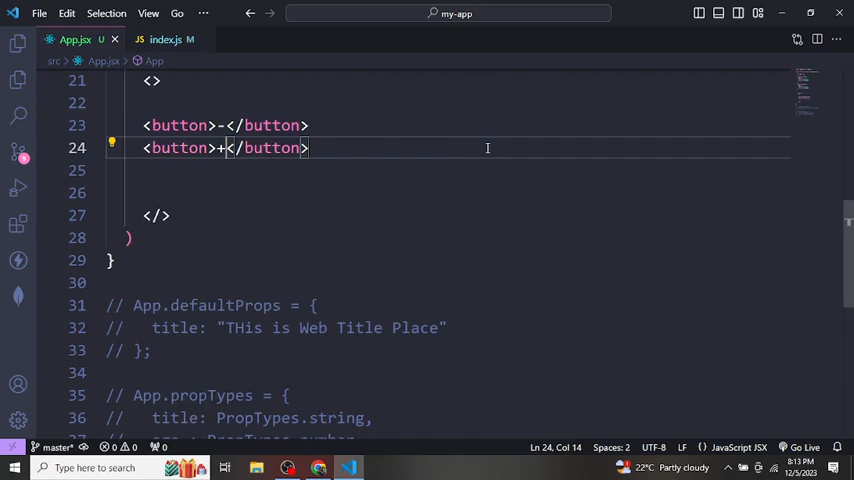 File Edit Selection View Go ··· my-app
App.jsx U × JS index.js M
src > App.jsx > App
21 <>
22
23 <button>-</button>
24 <button>+</button>
25
26
27 </>
28 )
29 }
30
31 // App.defaultProps = {
32 //   title: "THis is Web Title Place"
33 // };
34
35 // App.propTypes = {
36 //   title: PropTypes.string,
9
master* 0 0 0 Ln 24, Col 14 Spaces: 2 UTF-8 LF {} JavaScript JSX Go Live
Type here to search 22°C Partly cloudy 8:13 PM
12/5/2023